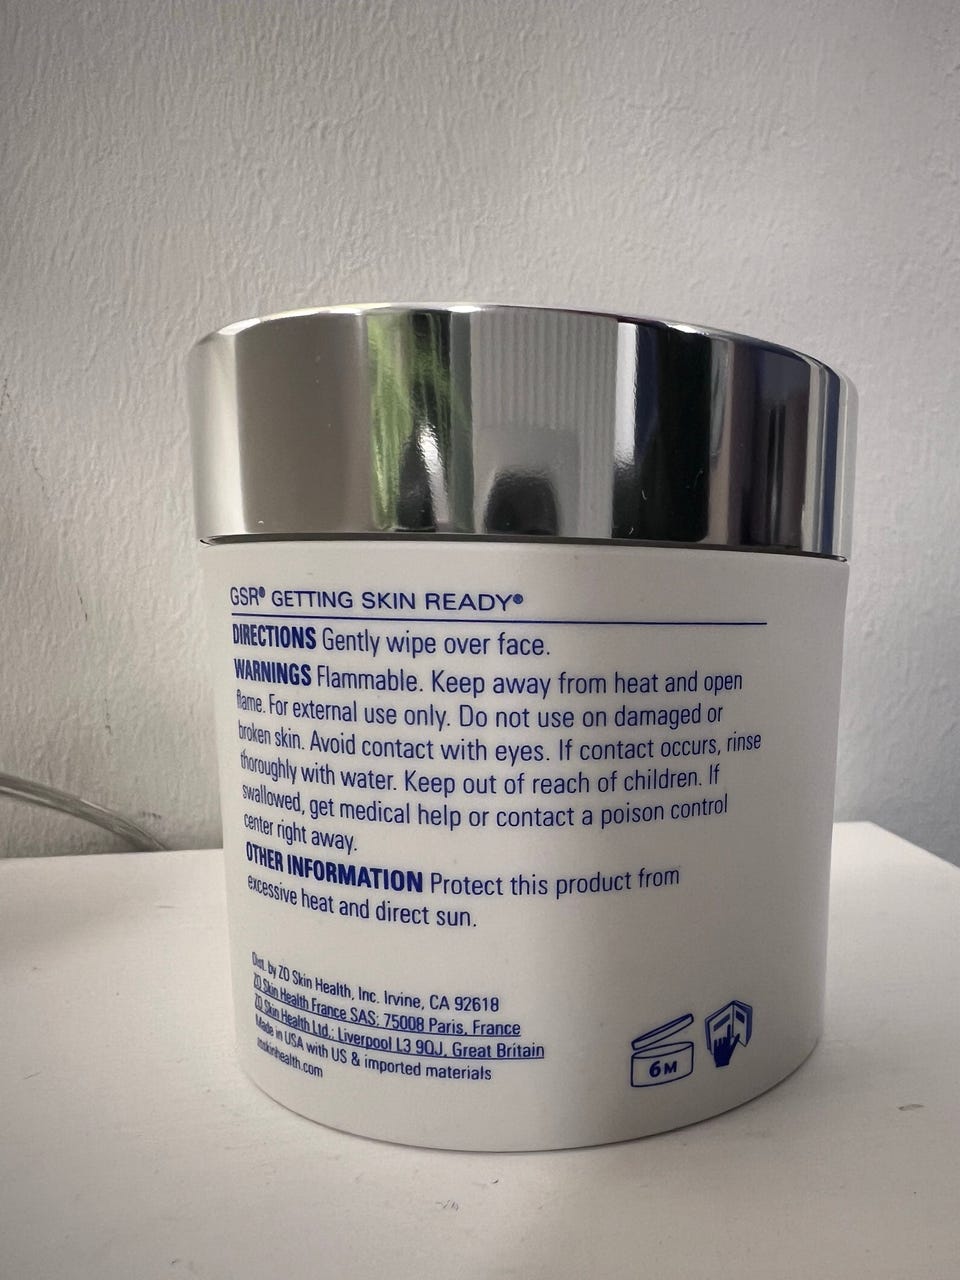 GSR® GETTING SKIN READY®
DIRECTIONS Gently wipe over face.
WARNINGS Flammable. Keep away from heat and open
flame. For external use only. Do not use on damaged or
broken skin. Avoid contact with eyes. If contact occurs, rinse
thoroughly with water. Keep out of reach of children. If
swallowed, get medical help or contact a poison control
center right away.
OTHER INFORMATION Protect this product from
excessive heat and direct sun.
Dist. by ZO Skin Health, Inc. Irvine, CA 92618
ZO Skin Health France SAS: 75008 Paris, France
ZO Skin Health Ltd.: Liverpool L3 9QJ, Great Britain
Made in USA with US & imported materials
zoskinhealth.com
6M